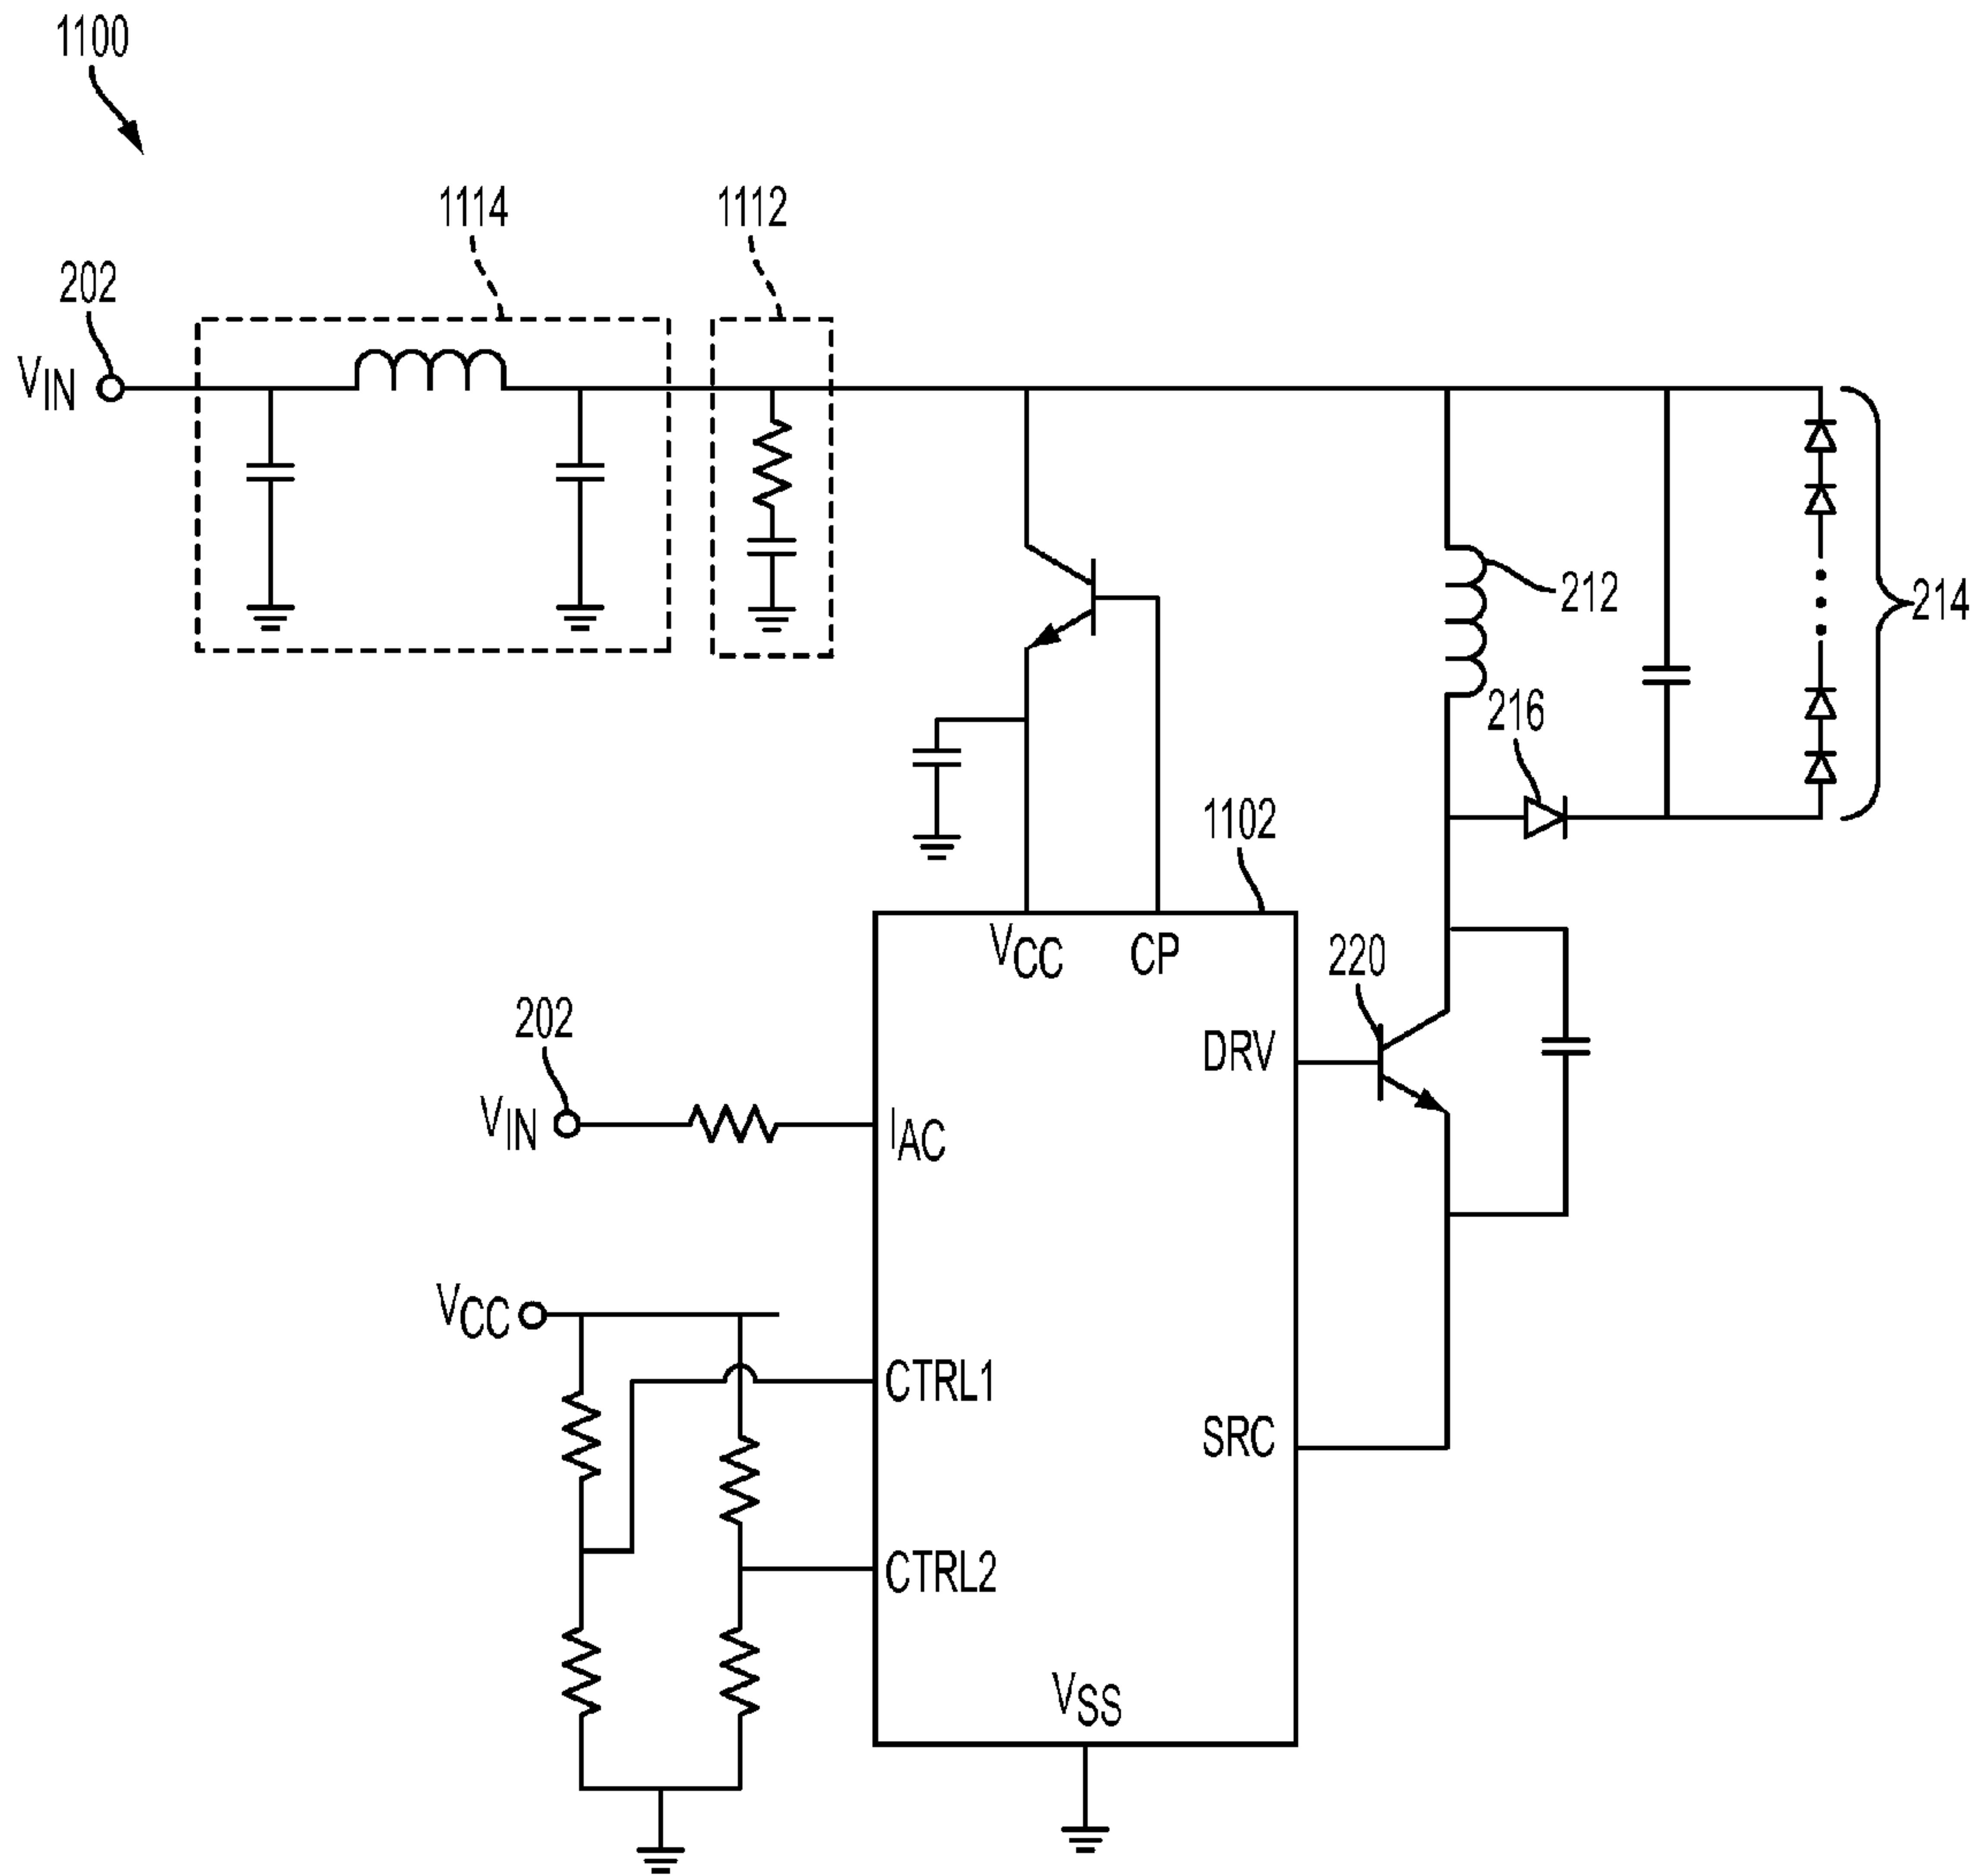 1100
1114
1112
202
VIN
212
214
216
1102
VCC
CP
220
202
DRV
VIN
IAC
VCC
CTRL1
SRC
CTRL2
VSS